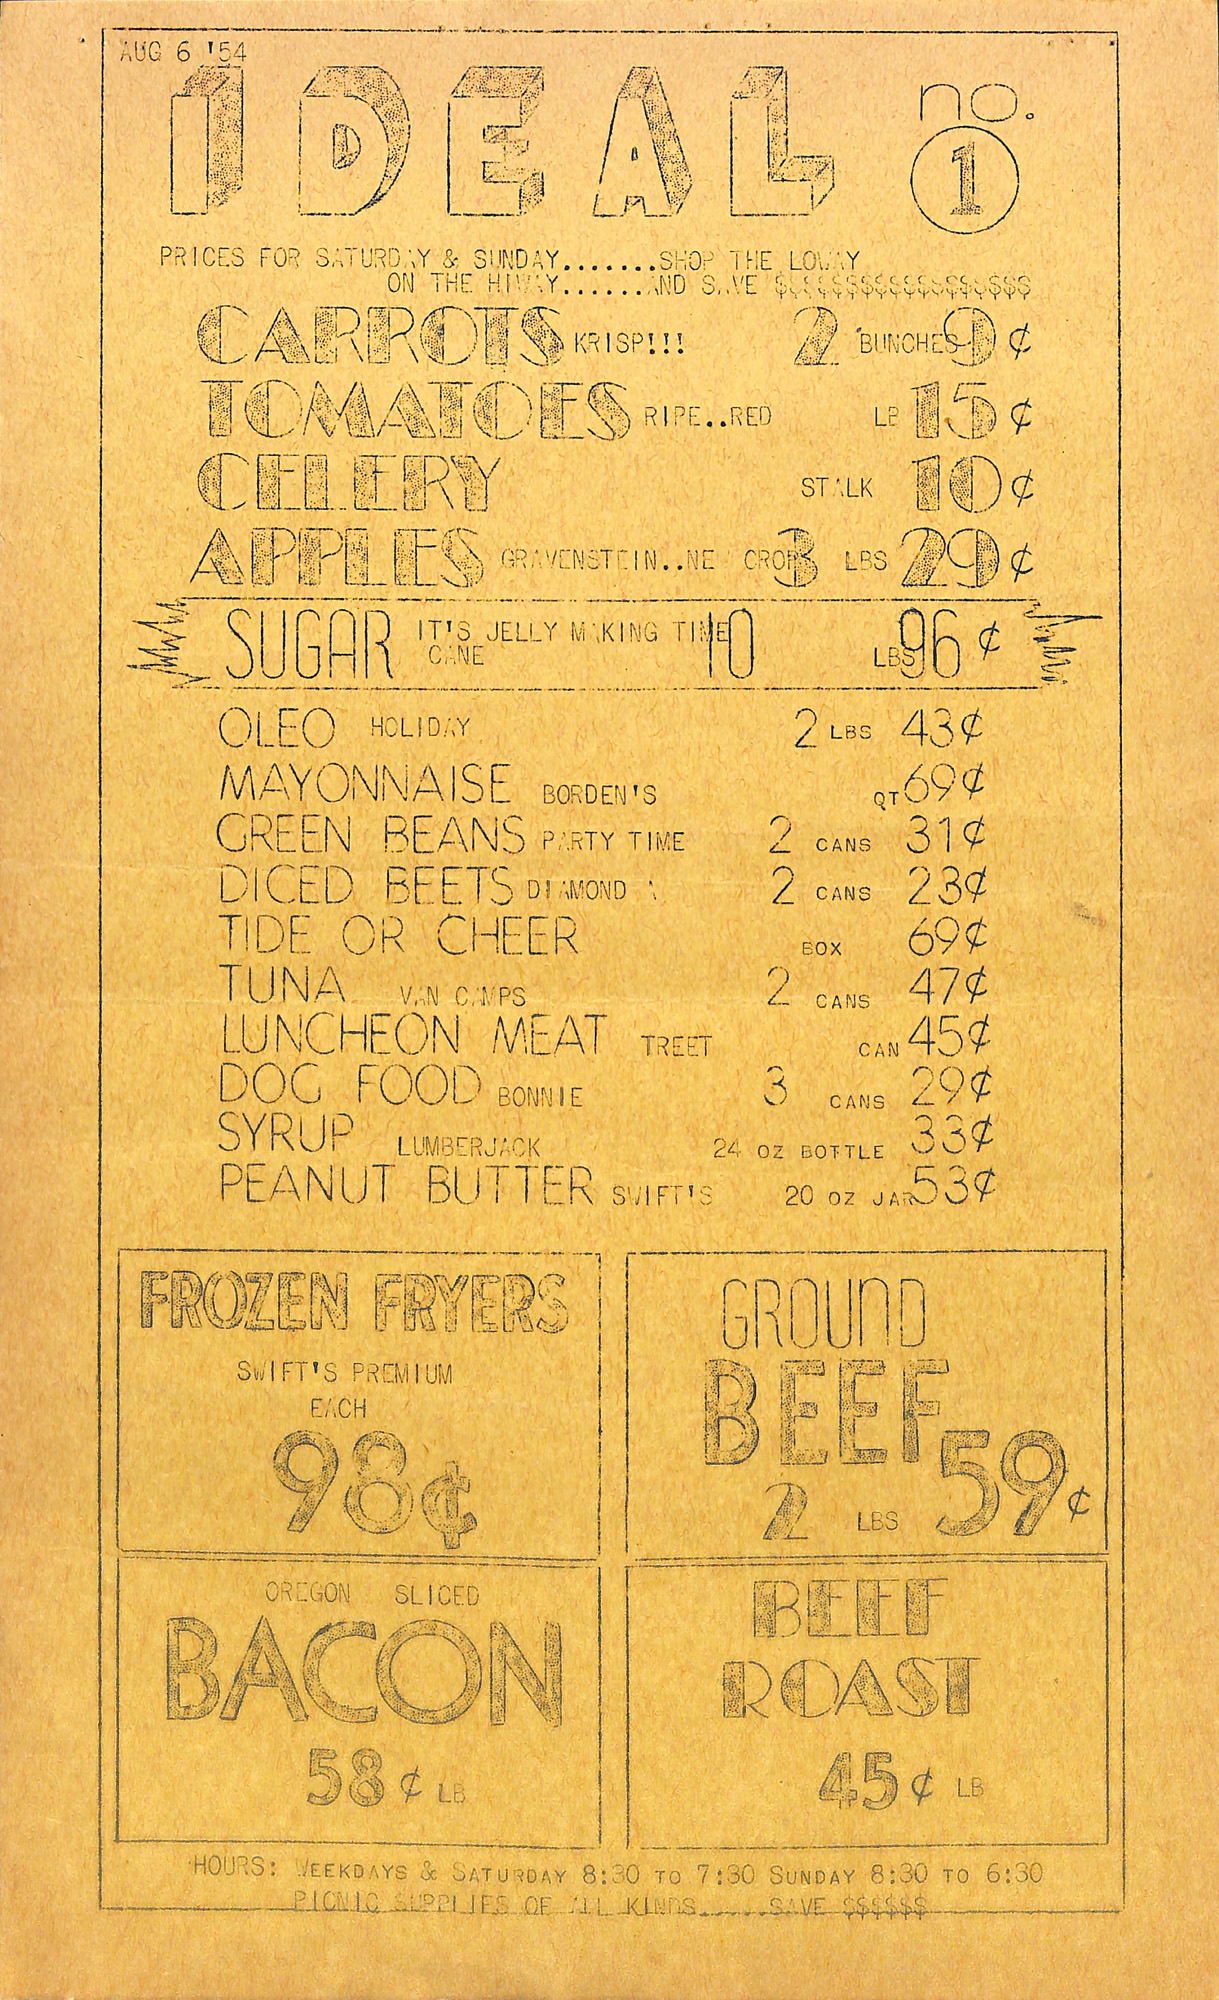 AUG 6 '54
IDEAL no. 1
PRICES FOR SATURDAY & SUNDAY.......SHOP THE LOWAY
ON THE HIWAY......AND SAVE $$$$$$$$$$$$$$$$$$
CARROTS KRISP!!! 2 BUNCHES 9¢
TOMATOES RIPE..RED LB 15¢
CELERY STALK 10¢
APPLES GRAVENSTEIN..NEW CROP 3 LBS 29¢
SUGAR IT'S JELLY MAKING TIME 10 LBS 96¢
CANE
OLEO HOLIDAY 2 LBS 43¢
MAYONNAISE BORDEN'S QT 69¢
GREEN BEANS PARTY TIME 2 CANS 31¢
DICED BEETS DIAMOND A 2 CANS 23¢
TIDE OR CHEER BOX 69¢
TUNA VAN CAMPS 2 CANS 47¢
LUNCHEON MEAT TREET CAN 45¢
DOG FOOD BONNIE 3 CANS 29¢
SYRUP LUMBERJACK 24 OZ BOTTLE 33¢
PEANUT BUTTER SWIFT'S 20 OZ JAR 53¢
FROZEN FRYERS
SWIFT'S PREMIUM
EACH
98¢
GROUND
BEEF
2 LBS 59¢
OREGON SLICED
BACON
58¢ LB
BEEF
ROAST
45¢ LB
HOURS: WEEKDAYS & SATURDAY 8:30 TO 7:30 SUNDAY 8:30 TO 6:30
PICNIC SUPPLIES OF ALL KINDS.....SAVE $$$$$$